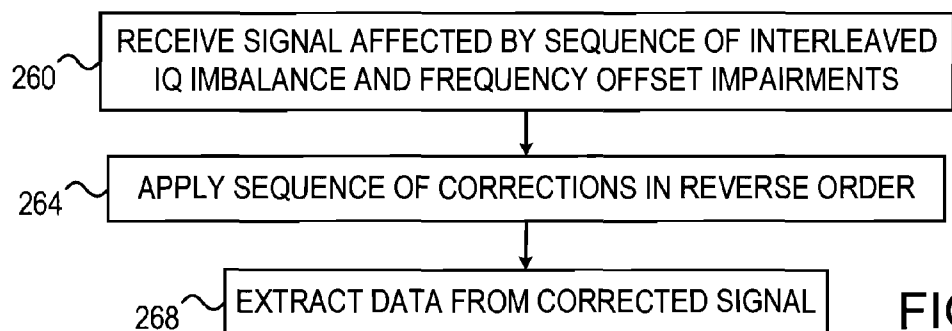 RECEIVE SIGNAL AFFECTED BY SEQUENCE OF INTERLEAVED
260
IQ IMBALANCE AND FREQUENCY OFFSET IMPAIRMENTS
APPLY SEQUENCE OF CORRECTIONS IN REVERSE ORDER
264
EXTRACT DATA FROM CORRECTED SIGNAL
268